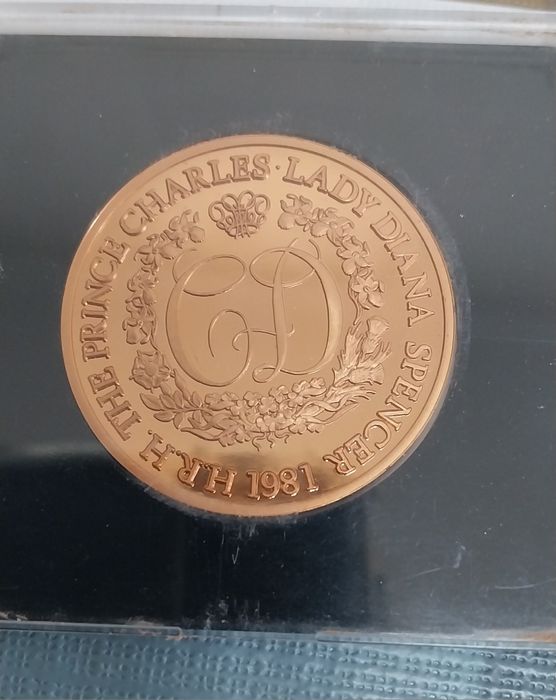 H.R.H. THE PRINCE CHARLES · LADY DIANA SPENCER
1981
CD